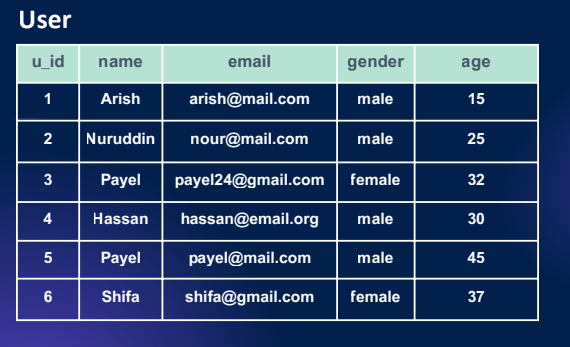 User
u_id name email gender age
1 Arish arish@mail.com male 15
2 Nuruddin nour@mail.com male 25
3 Payel payel24@gmail.com female 32
4 Hassan hassan@email.org male 30
5 Payel payel@mail.com male 45
6 Shifa shifa@gmail.com female 37